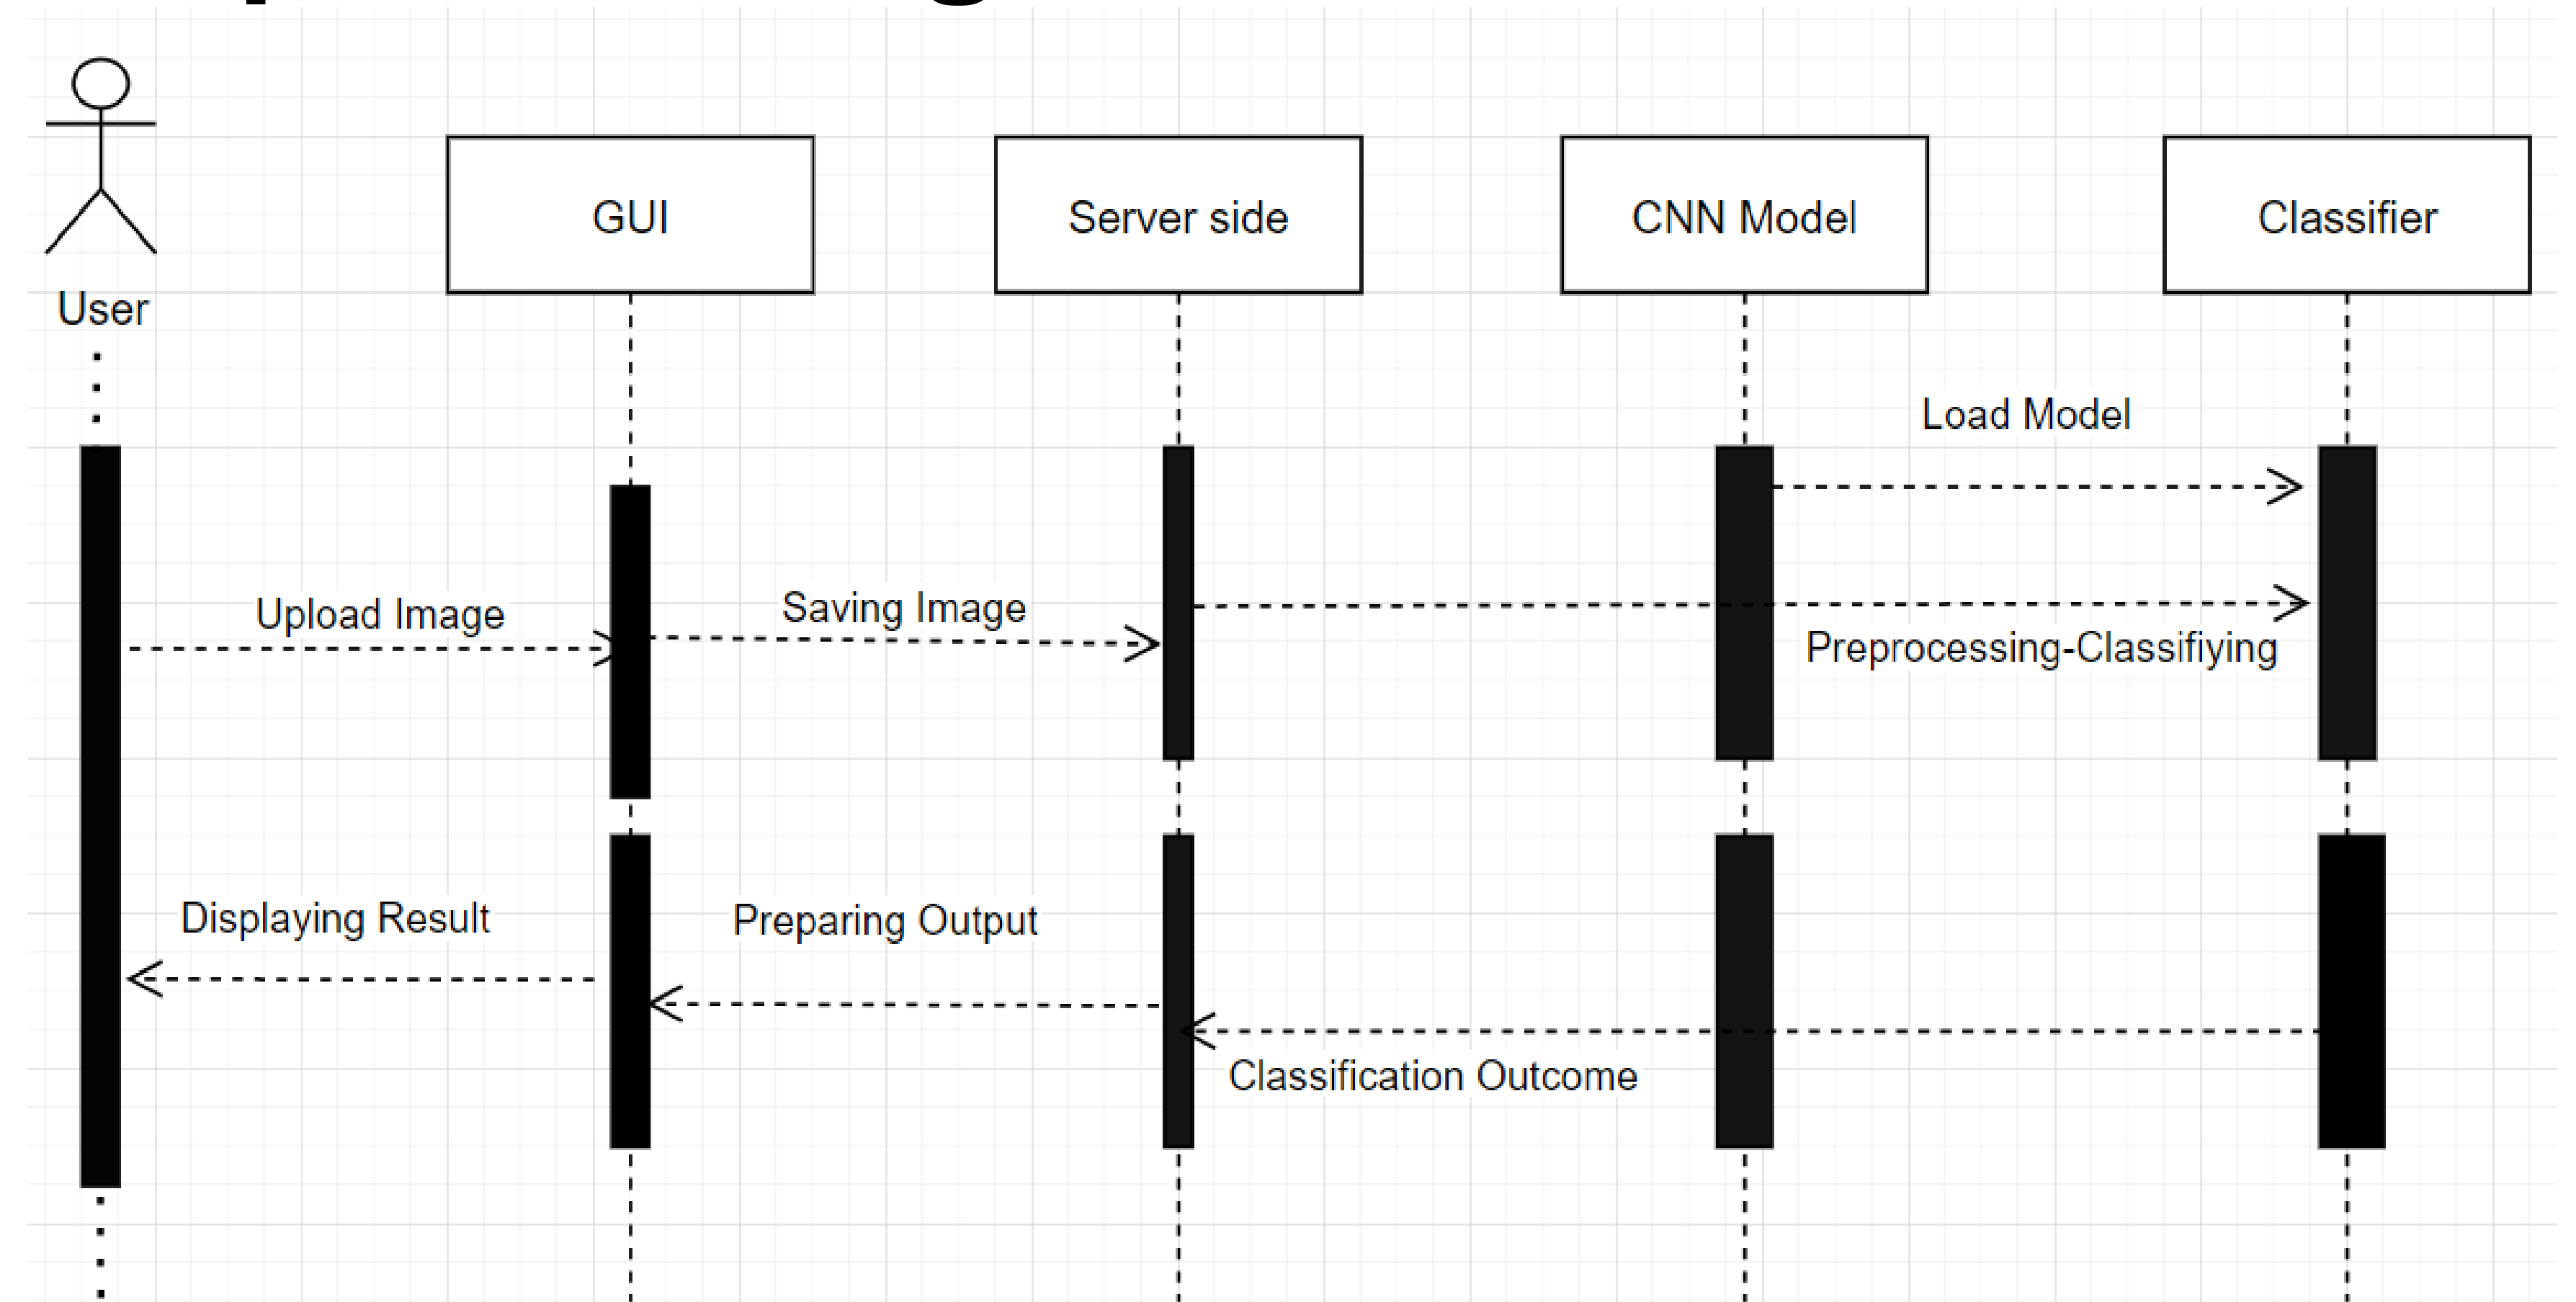 GUI
Server side
CNN Model
Classifier
User
Load Model
Upload Image
Saving Image
Preprocessing-Classifiying
Displaying Result
Preparing Output
Classification Outcome